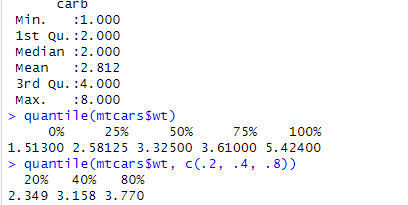 carb
Min.   :1.000
1st Qu.:2.000
Median :2.000
Mean   :2.812
3rd Qu.:4.000
Max.   :8.000
> quantile(mtcars$wt)
0%     25%     50%     75%    100%
1.51300 2.58125 3.32500 3.61000 5.42400
> quantile(mtcars$wt, c(.2, .4, .8))
20%   40%   80%
2.349 3.158 3.770